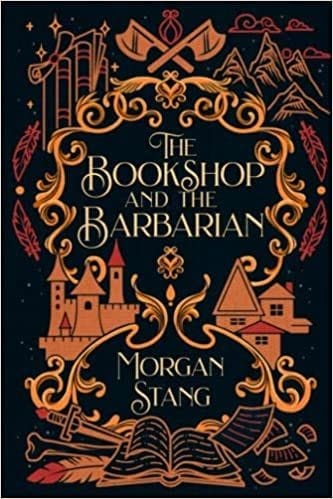 THE
BOOKSHOP
AND THE
BARBARIAN
MORGAN
STANG